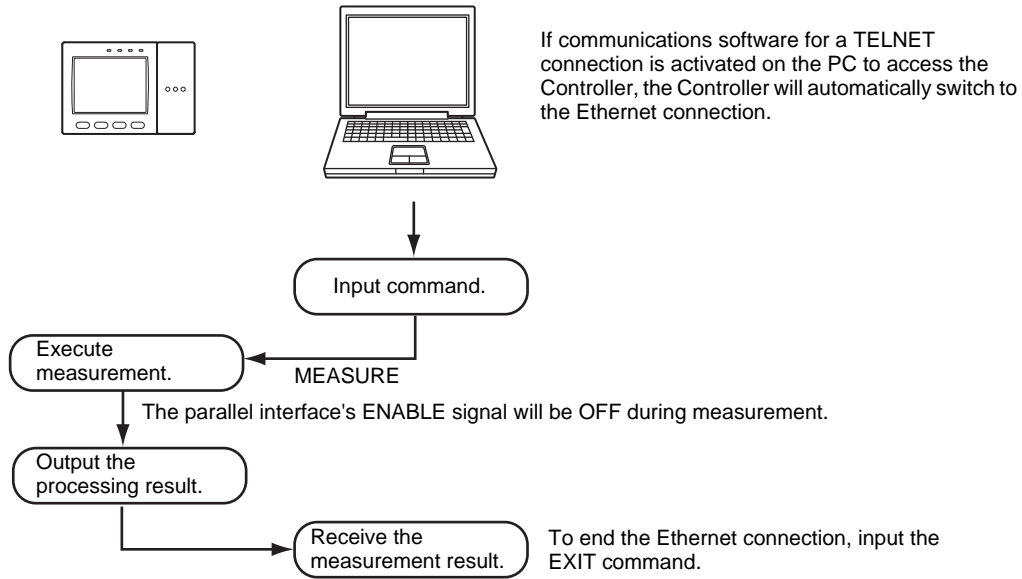 If communications software for a TELNET
connection is activated on the PC to access the
Controller, the Controller will automatically switch to
the Ethernet connection.
Input command.
Execute
measurement.
MEASURE
The parallel interface's ENABLE signal will be OFF during measurement.
Output the
processing result.
Receive the
measurement result.
To end the Ethernet connection, input the
EXIT command.